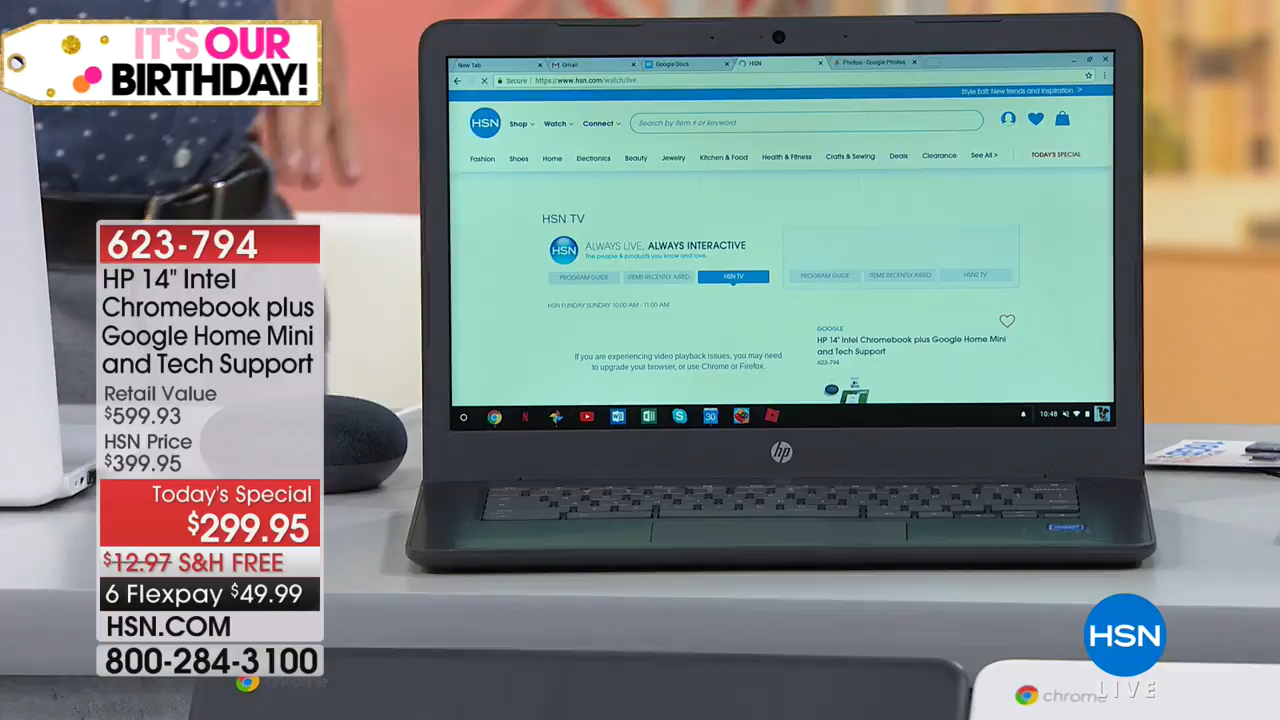 IT'S OUR
BIRTHDAY!
623-794
HP 14" Intel
Chromebook plus
Google Home Mini
and Tech Support
Retail Value
$599.93
HSN Price
$399.95
Today's Special
$299.95
$12.97 S&H FREE
6 Flexpay $49.99
HSN.COM
800-284-3100
New Tab
Gmail
Google Docs
HSN
Photos - Google Photos
Secure
https://www.hsn.com/watch/live
Style Edit: New trends and inspiration >
HSN
Shop
Watch
Connect
Search by item # or keyword
Fashion Shoes Home Electronics Beauty Jewelry Kitchen & Food Health & Fitness Crafts & Sewing Deals Clearance See All > TODAY'S SPECIAL
HSN TV
HSN
ALWAYS LIVE. ALWAYS INTERACTIVE
The people & products you know and love.
PROGRAM GUIDE ITEMS RECENTLY AIRED HSN TV
PROGRAM GUIDE ITEMS RECENTLY AIRED HSN2 TV
HSN FUNDAY SUNDAY 10:00 AM - 11:00 AM
If you are experiencing video playback issues, you may need
to upgrade your browser, or use Chrome or Firefox.
GOOGLE
HP 14" Intel Chromebook plus Google Home Mini
and Tech Support
623-794
10:48
hp
chrome
chrome
HSN
LIVE